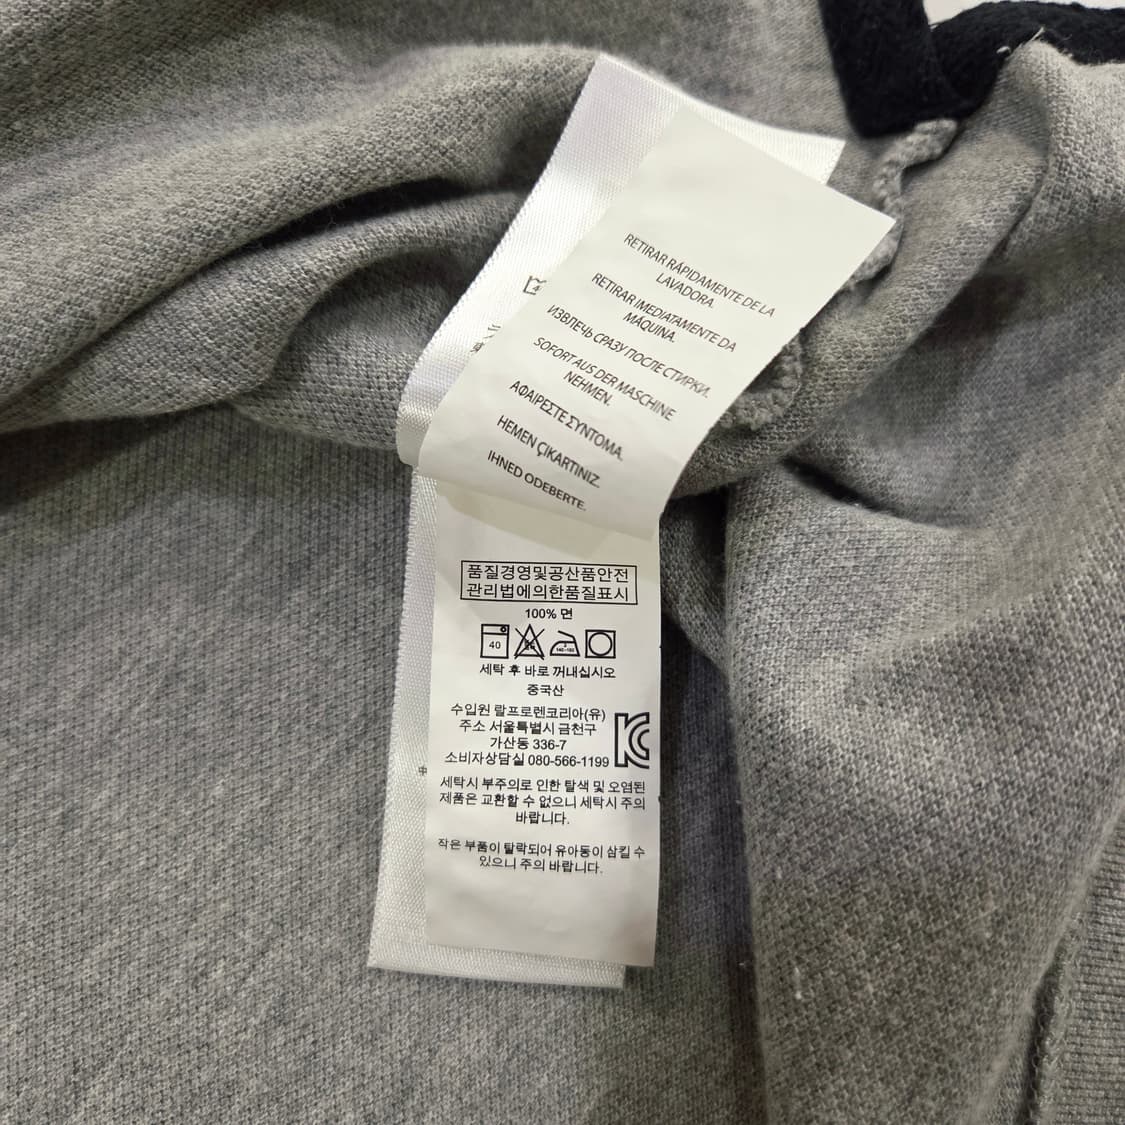 RETIRAR RÁPIDAMENTE DE LA
LAVADORA.
RETIRAR IMEDIATAMENTE DA
MÁQUINA.
ИЗВЛЕЧЬ СРАЗУ ПОСЛЕ СТИРКИ.
SOFORT AUS DER MASCHINE
NEHMEN.
ΑΦΑΙΡΕΣΤΕ ΣΥΝΤΟΜΑ.
HEMEN ÇIKARTINIZ.
IHNED ODEBERTE.
품질경영및공산품안전
관리법에의한품질표시
100% 면
40
세탁 후 바로 꺼내십시오
중국산
수입원 랄프로렌코리아(유)
주소 서울특별시 금천구
가산동 336-7
소비자상담실 080-566-1199
세탁시 부주의로 인한 탈색 및 오염된
제품은 교환할 수 없으니 세탁시 주의
바랍니다.
작은 부품이 탈락되어 유아동이 삼킬 수
있으니 주의 바랍니다.